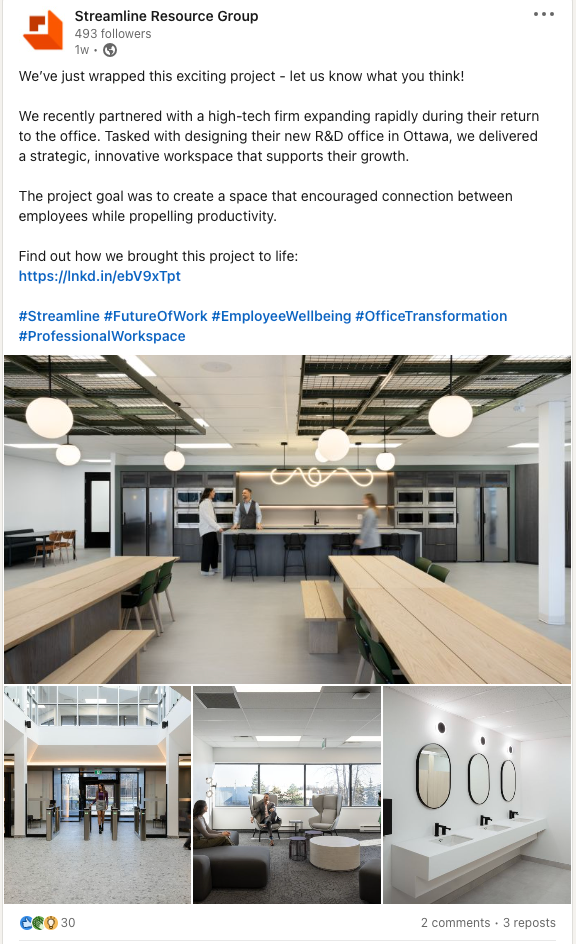 Streamline Resource Group
493 followers
1w •
We’ve just wrapped this exciting project - let us know what you think!
We recently partnered with a high-tech firm expanding rapidly during their return
to the office. Tasked with designing their new R&D office in Ottawa, we delivered
a strategic, innovative workspace that supports their growth.
The project goal was to create a space that encouraged connection between
employees while propelling productivity.
Find out how we brought this project to life:
https://lnkd.in/ebV9xTpt
#Streamline #FutureOfWork #EmployeeWellbeing #OfficeTransformation
#ProfessionalWorkspace
30
2 comments • 3 reposts